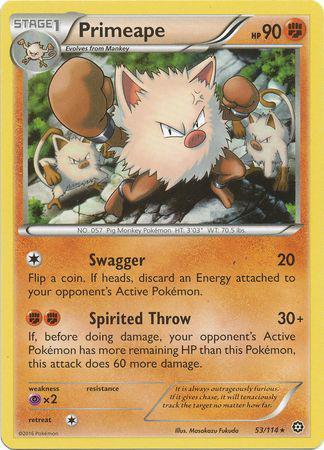 STAGE1
Primeape
HP 90
Evolves from Mankey
NO. 057 Pig Monkey Pokémon HT: 3'03" WT: 70.5 lbs.
Swagger 20
Flip a coin. If heads, discard an Energy attached to
your opponent's Active Pokémon.
Spirited Throw 30+
If, before doing damage, your opponent's Active
Pokémon has more remaining HP than this Pokémon,
this attack does 60 more damage.
weakness resistance
×2
retreat
It is always outrageously furious.
If it gives chase, it will tenaciously
track the target no matter how far.
©2016 Pokémon
Illus. Masakazu Fukuda
53/114 ★